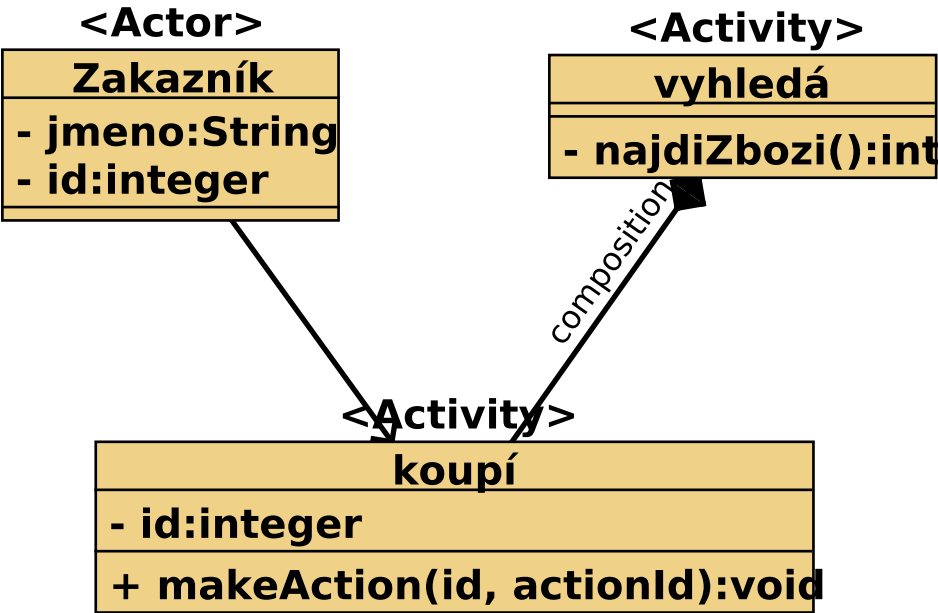 <Actor>
Zakazník
- jmeno:String
- id:integer
<Activity>
vyhledá
- najdiZbozi():int
composition
<Activity>
koupí
- id:integer
+ makeAction(id, actionId):void